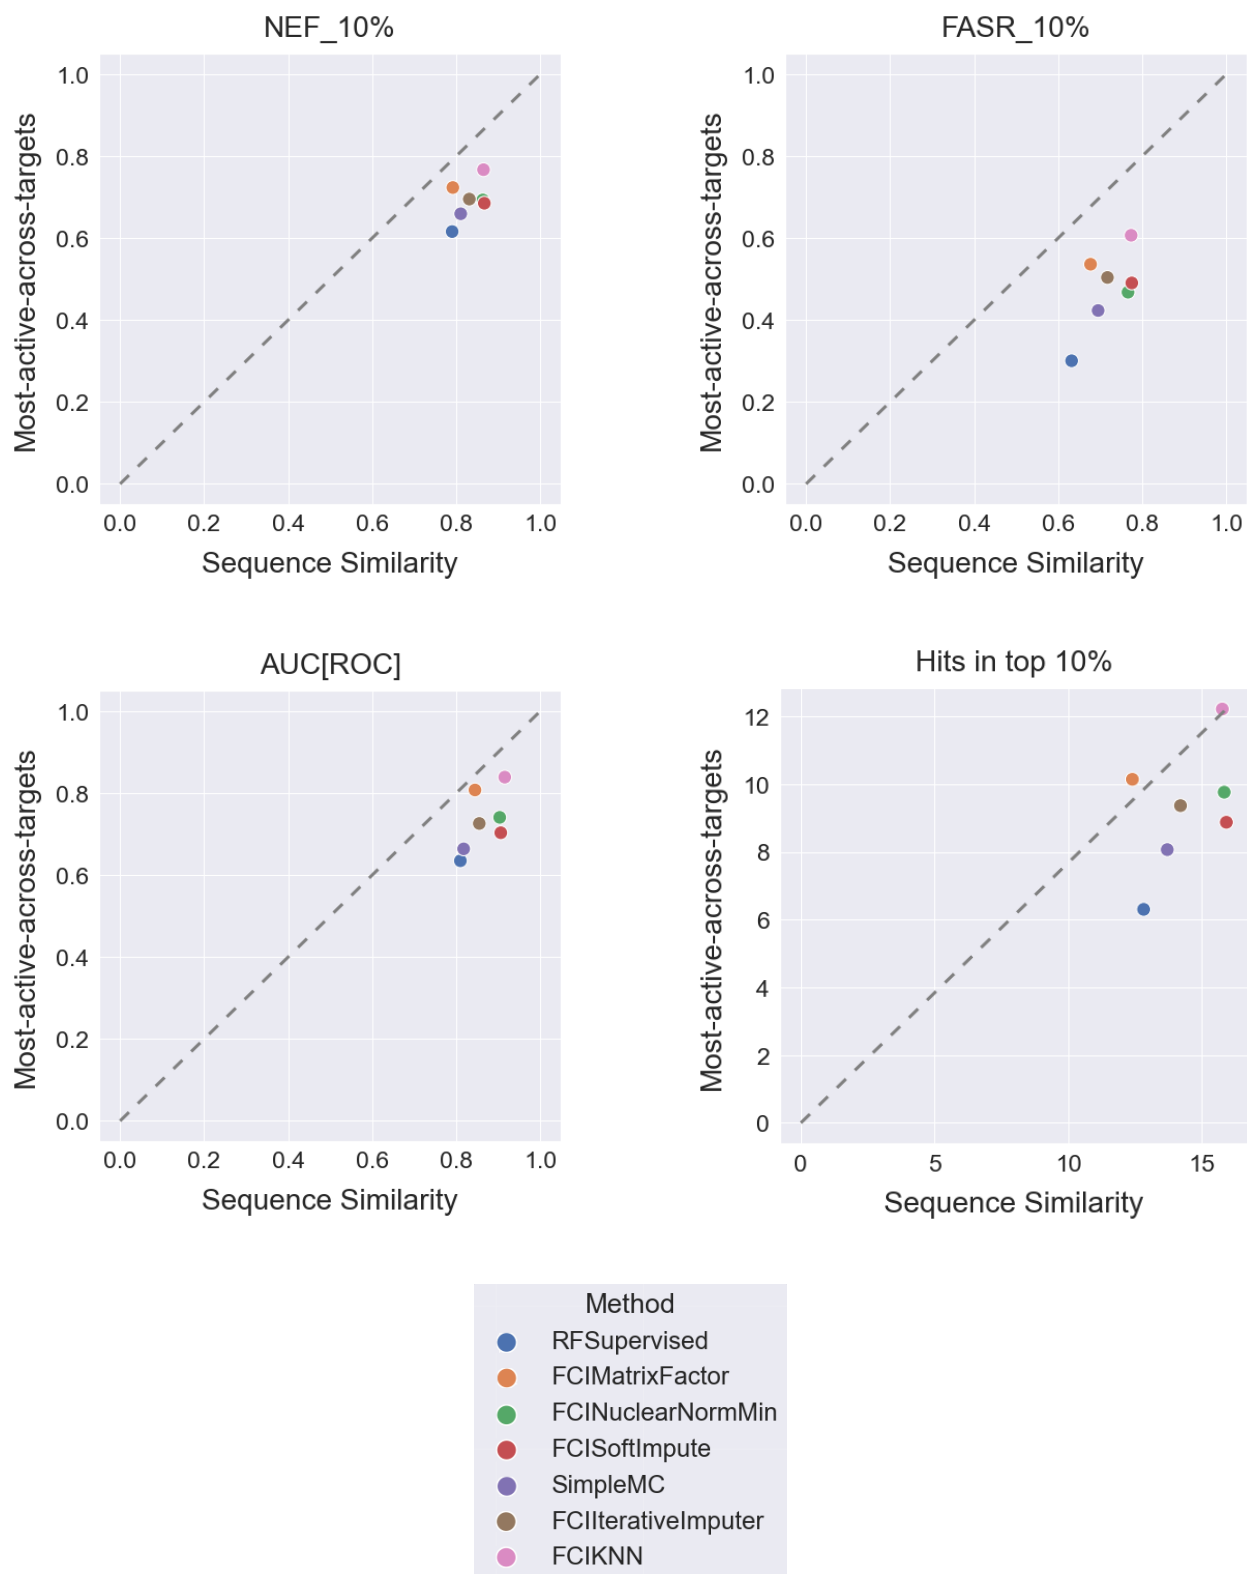 NEF_10%
Most-active-across-targets
1.0
0.8
0.6
0.4
0.2
0.0
0.0 0.2 0.4 0.6 0.8 1.0
Sequence Similarity
FASR_10%
Most-active-across-targets
1.0
0.8
0.6
0.4
0.2
0.0
0.0 0.2 0.4 0.6 0.8 1.0
Sequence Similarity
AUC[ROC]
Most-active-across-targets
1.0
0.8
0.6
0.4
0.2
0.0
0.0 0.2 0.4 0.6 0.8 1.0
Sequence Similarity
Hits in top 10%
Most-active-across-targets
12
10
8
6
4
2
0
0 5 10 15
Sequence Similarity
Method
RFSupervised
FCIMatrixFactor
FCINuclearNormMin
FCISoftImpute
SimpleMC
FCIIterativeImputer
FCIKNN